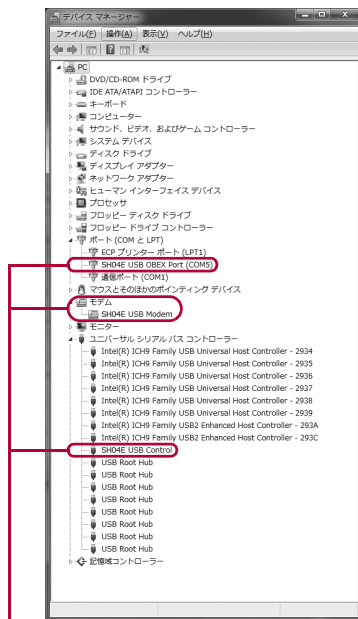 デバイス マネージャー
ファイル(F) 操作(A) 表示(V) ヘルプ(H)
PC
DVD/CD-ROM ドライブ
IDE ATA/ATAPI コントローラー
キーボード
コンピューター
サウンド、ビデオ、およびゲーム コントローラー
システム デバイス
ディスク ドライブ
ディスプレイ アダプター
ネットワーク アダプター
ヒューマン インターフェイス デバイス
プロセッサ
フロッピー ディスク ドライブ
フロッピー ドライブ コントローラー
ポート (COM と LPT)
ECP プリンター ポート (LPT1)
SH04E USB OBEX Port (COM5)
通信ポート (COM1)
マウスとそのほかのポインティング デバイス
モデム
SH04E USB Modem
モニター
ユニバーサル シリアル バス コントローラー
Intel(R) ICH9 Family USB Universal Host Controller - 2934
Intel(R) ICH9 Family USB Universal Host Controller - 2935
Intel(R) ICH9 Family USB Universal Host Controller - 2936
Intel(R) ICH9 Family USB Universal Host Controller - 2937
Intel(R) ICH9 Family USB Universal Host Controller - 2938
Intel(R) ICH9 Family USB Universal Host Controller - 2939
Intel(R) ICH9 Family USB2 Enhanced Host Controller - 293A
Intel(R) ICH9 Family USB2 Enhanced Host Controller - 293C
SH04E USB Control
USB Root Hub
USB Root Hub
USB Root Hub
USB Root Hub
USB Root Hub
USB Root Hub
USB Root Hub
USB Root Hub
記憶域コントローラー